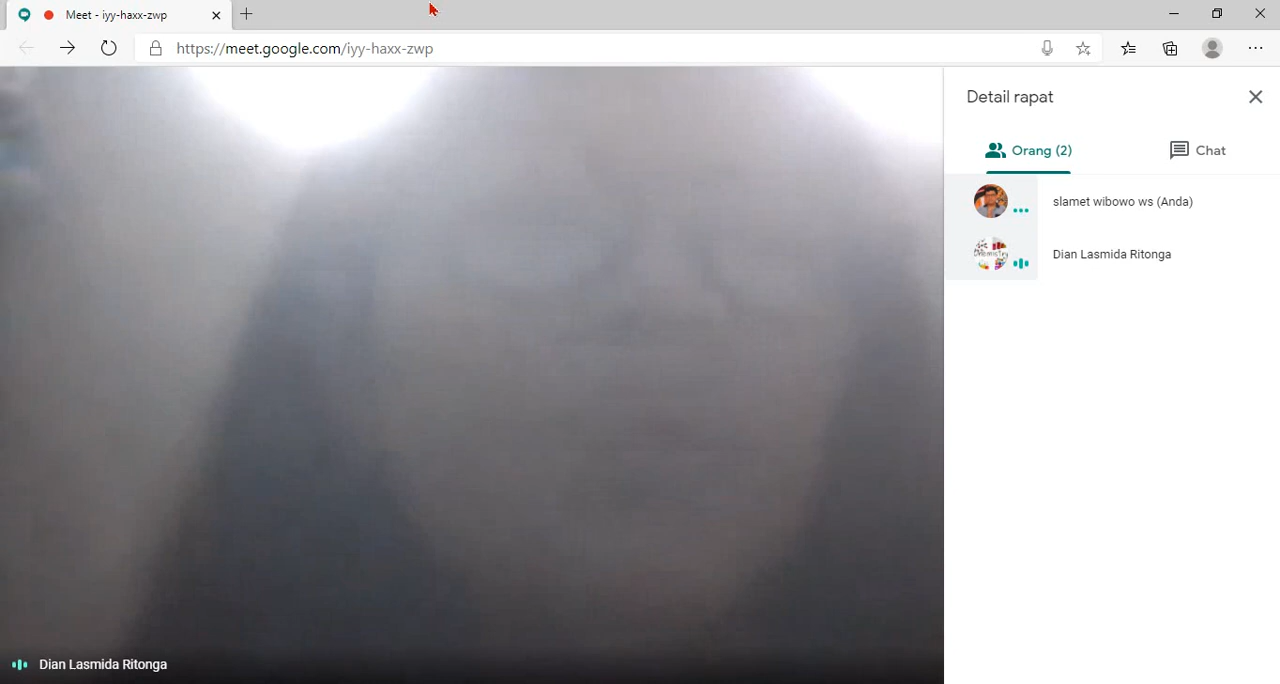 Meet - iyy-haxx-zwp
https://meet.google.com/iyy-haxx-zwp
Detail rapat
Orang (2)
Chat
slamet wibowo ws (Anda)
Chemistry
Dian Lasmida Ritonga
Dian Lasmida Ritonga